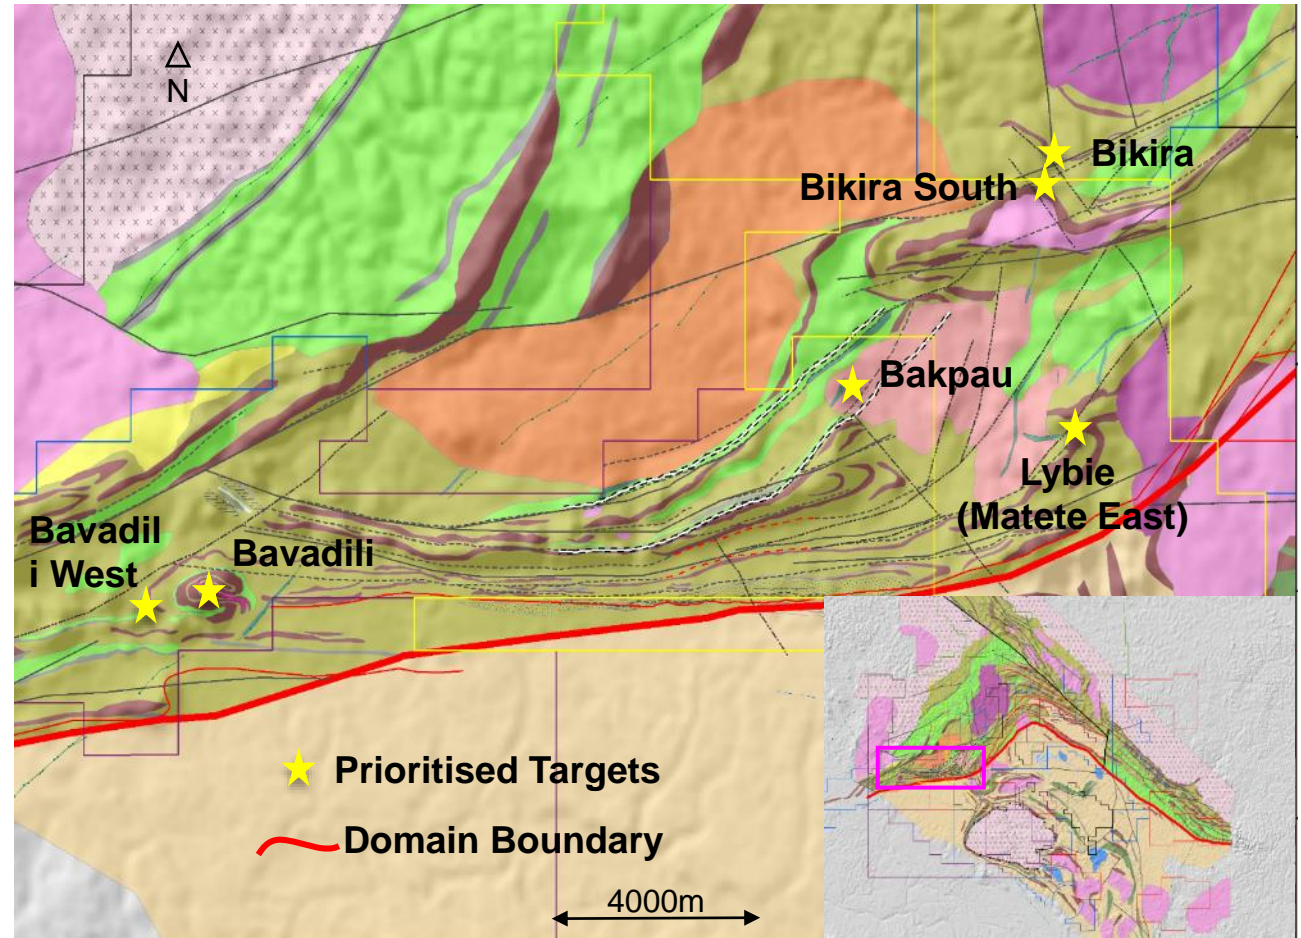 N
Bikira
Bikira South
Bakpau
Lybie
(Matete East)
Bavadil
i West
Bavadili
Prioritised Targets
Domain Boundary
4000m